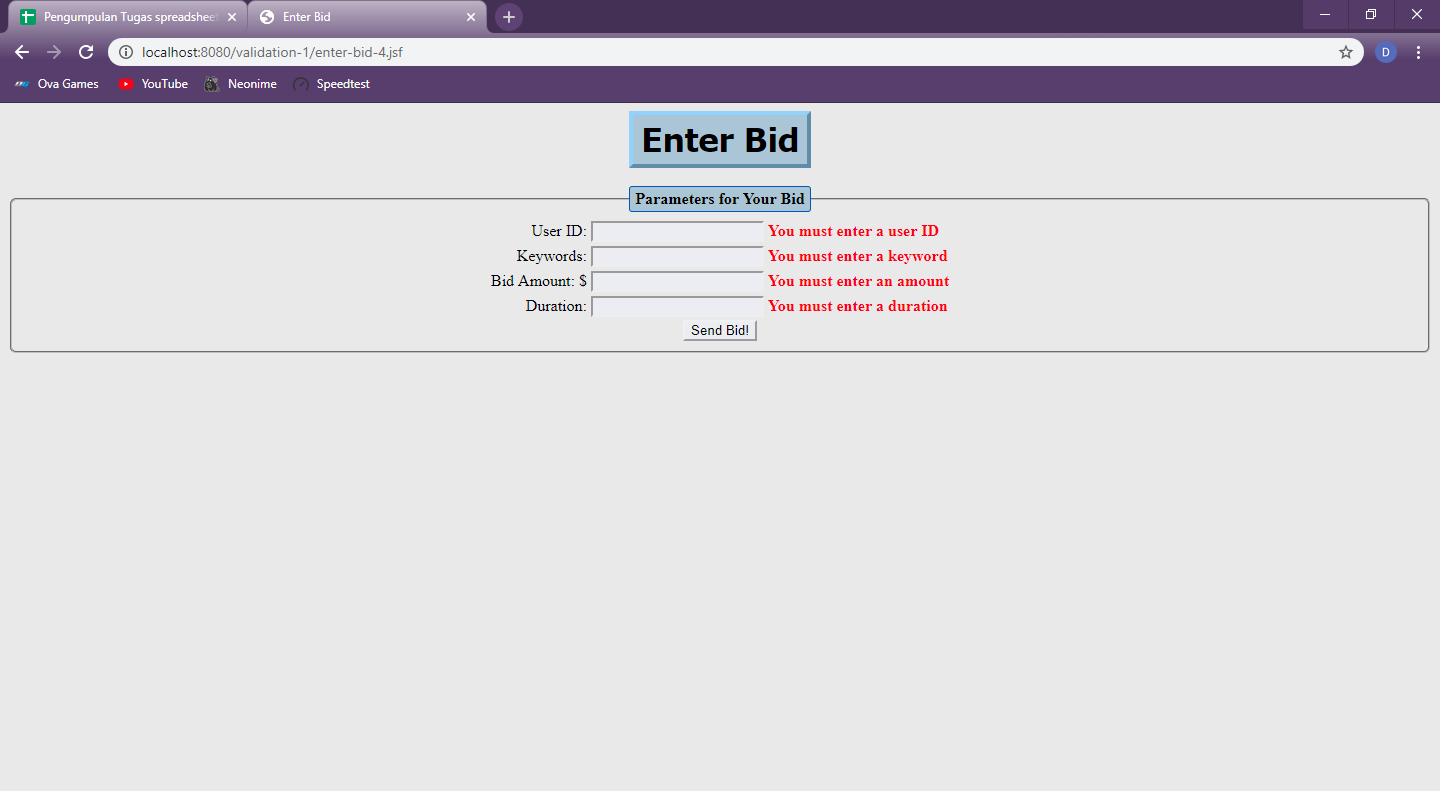 Pengumpulan Tugas spreadsheet
Enter Bid
localhost:8080/validation-1/enter-bid-4.jsf
D
Ova Games
YouTube
Neonime
Speedtest
Enter Bid
Parameters for Your Bid
User ID: You must enter a user ID
Keywords: You must enter a keyword
Bid Amount: $ You must enter an amount
Duration: You must enter a duration
Send Bid!